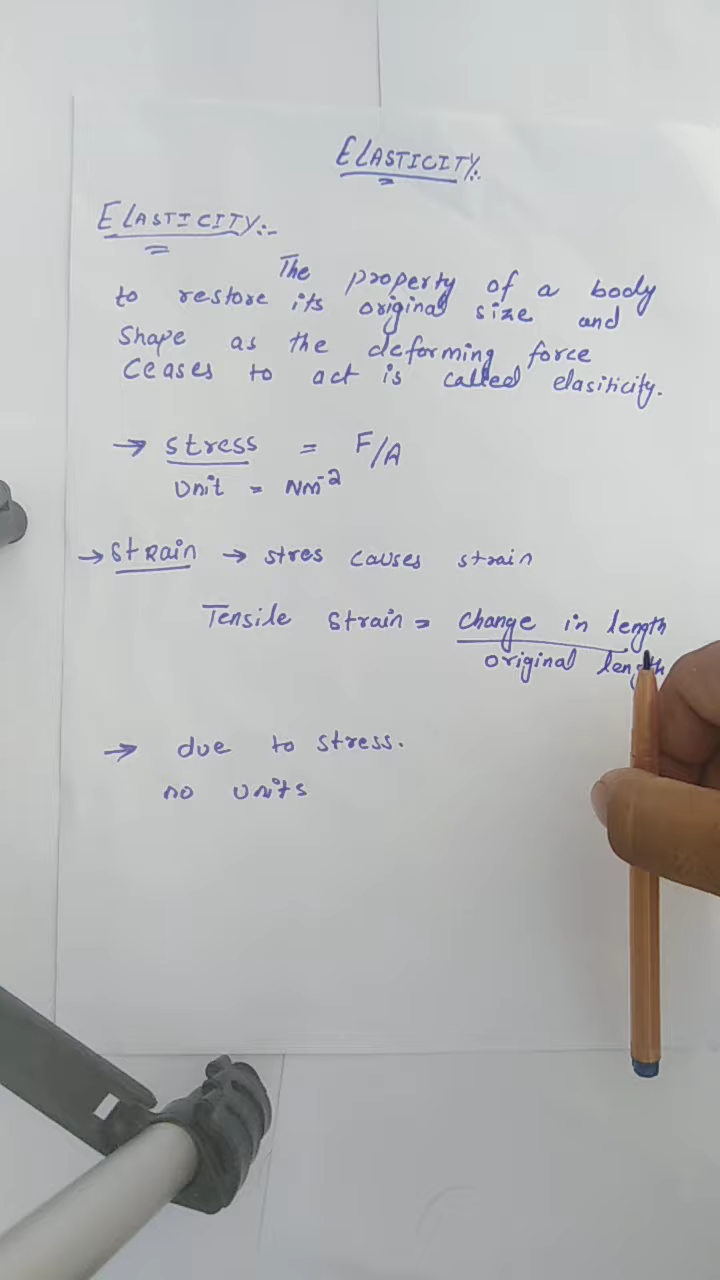 ELASTICITY:
ELASTICITY:-
The property of a body
to restore its original size and
Shape as the deforming force
Ceases to act is called elasiticity.
→ Stress = F/A
Unit = Nm⁻²
→ StRain → stres causes strain
Tensile Strain = Change in length
original length
→ due to stress.
no units